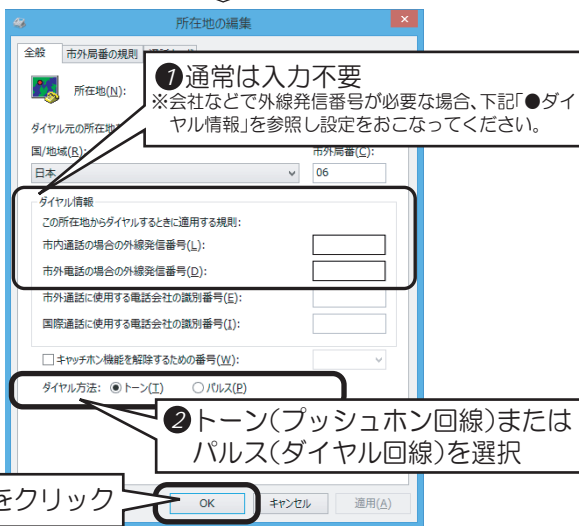 所在地の編集
全般 市外局番の規則
❶通常は入力不要
※会社などで外線発信番号が必要な場合、下記「●ダイ
ヤル情報」を参照し設定をおこなってください。
所在地(N):
ダイヤル元の所在地
国/地域(R): 市外局番(C):
日本 06
ダイヤル情報
この所在地からダイヤルするときに適用する規則:
市内通話の場合の外線発信番号(L):
市外電話の場合の外線発信番号(D):
市外通話に使用する電話会社の識別番号(E):
国際通話に使用する電話会社の識別番号(I):
キャッチホン機能を解除するための番号(W):
ダイヤル方法: トーン(T) パルス(P)
❷トーン(プッシュホン回線)または
パルス(ダイヤル回線)を選択
をクリック OK キャンセル 適用(A)